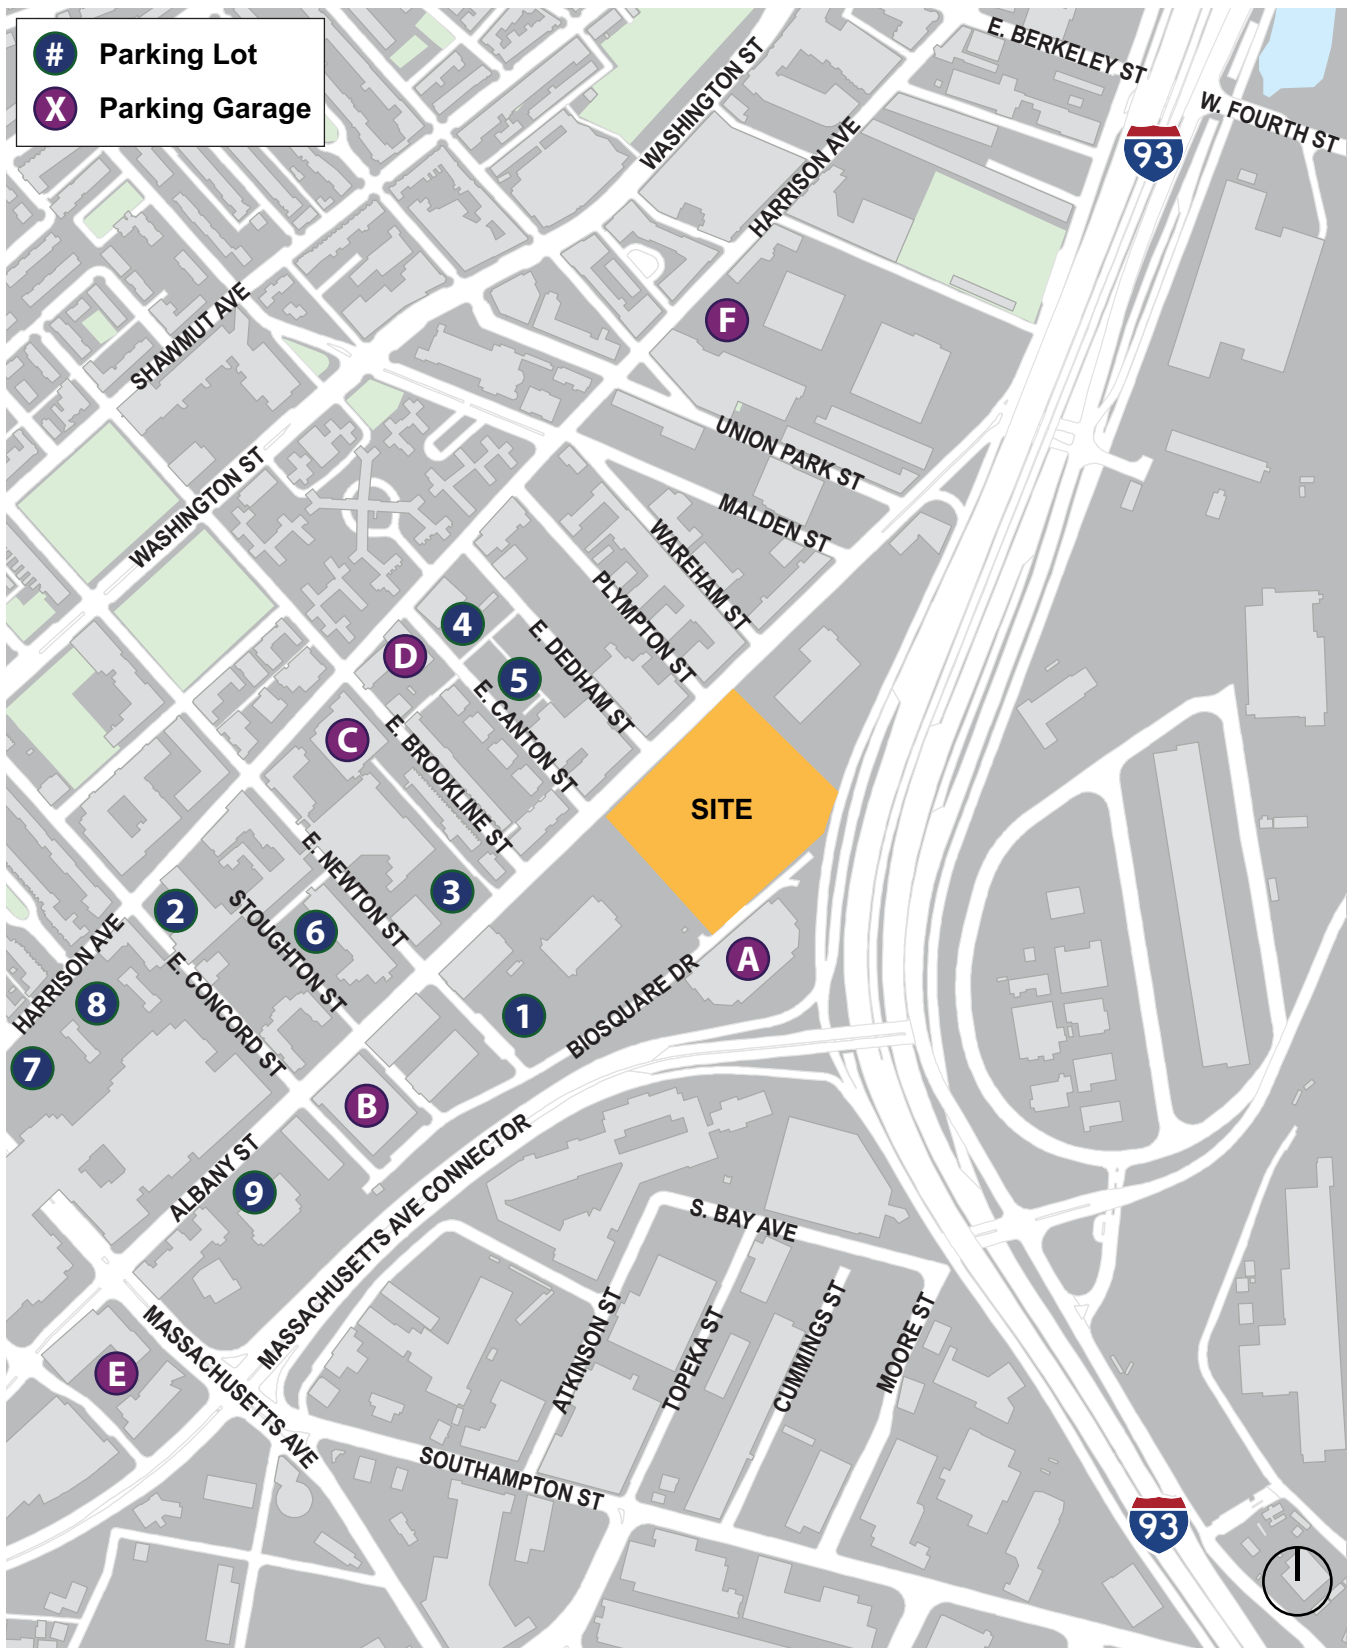 # Parking Lot
X Parking Garage
E. BERKELEY ST
W. FOURTH ST
93
WASHINGTON ST
HARRISON AVE
SHAWMUT AVE
F
UNION PARK ST
WASHINGTON ST
MALDEN ST
WAREHAM ST
PLYMPTON ST
4
D
E. DEDHAM ST
5
E. CANTON ST
C
E. BROOKLINE ST
SITE
E. NEWTON ST
3
2
STOUGHTON ST
6
HARRISON AVE
A
E. CONCORD ST
BIOSQUARE DR
8
1
7
B
ALBANY ST
9
MASSACHUSETTS AVE CONNECTOR
S. BAY AVE
ATKINSON ST
TOPEKA ST
CUMMINGS ST
MOORE ST
MASSACHUSETTS AVE
E
SOUTHAMPTON ST
93